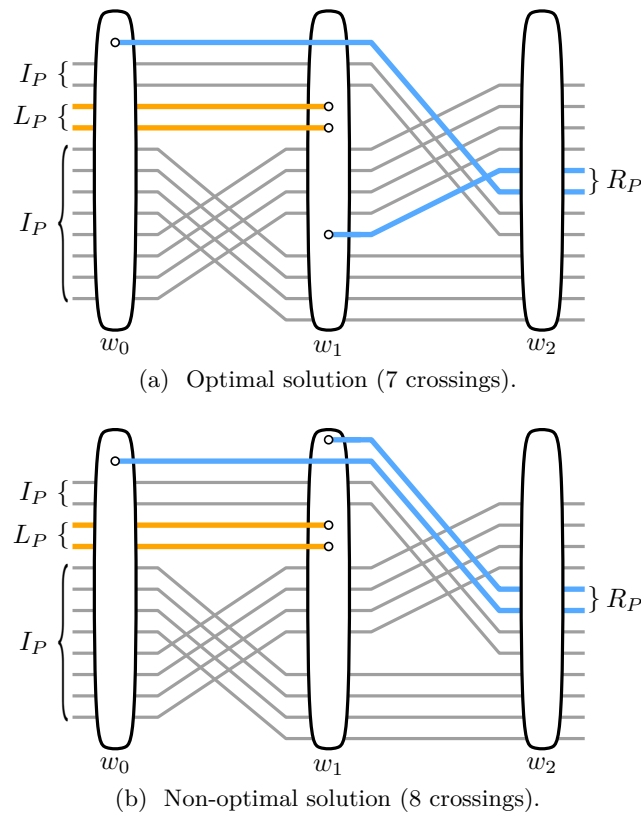 I_P {
L_P {
I_P {
} R_P
w_0 w_1 w_2
(a) Optimal solution (7 crossings).
I_P {
L_P {
I_P {
} R_P
w_0 w_1 w_2
(b) Non-optimal solution (8 crossings).